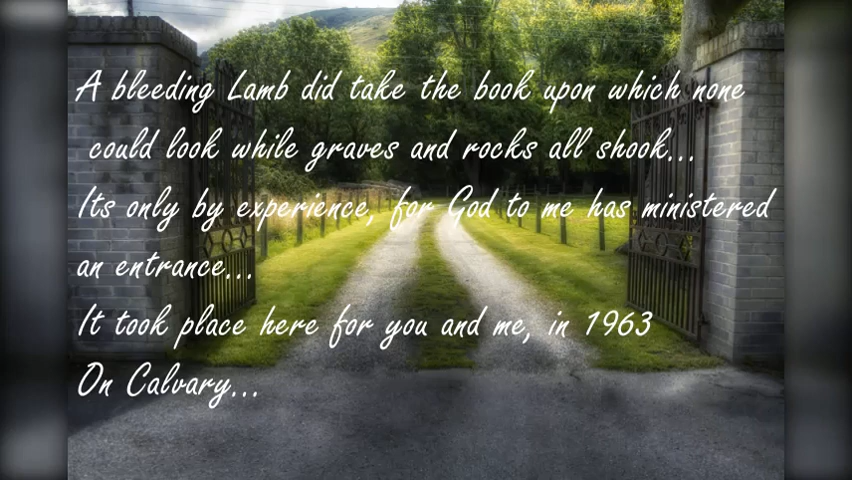 A bleeding Lamb did take the book upon which none
could look while graves and rocks all shook...
Its only by experience, for God to me has ministered
an entrance...
It took place here for you and me, in 1963
On Calvary...